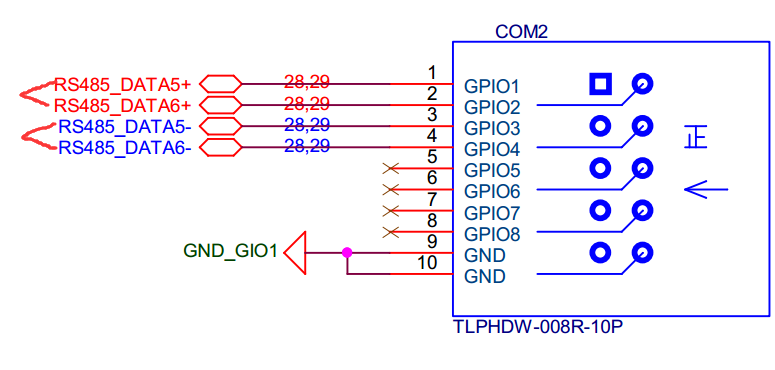 COM2
RS485_DATA5+ 28,29 1 GPIO1
RS485_DATA6+ 28,29 2 GPIO2
RS485_DATA5- 28,29 3 GPIO3
RS485_DATA6- 28,29 4 GPIO4
5 GPIO5
6 GPIO6
7 GPIO7
8 GPIO8
GND_GIO1 9 GND
10 GND
正
TLPHDW-008R-10P